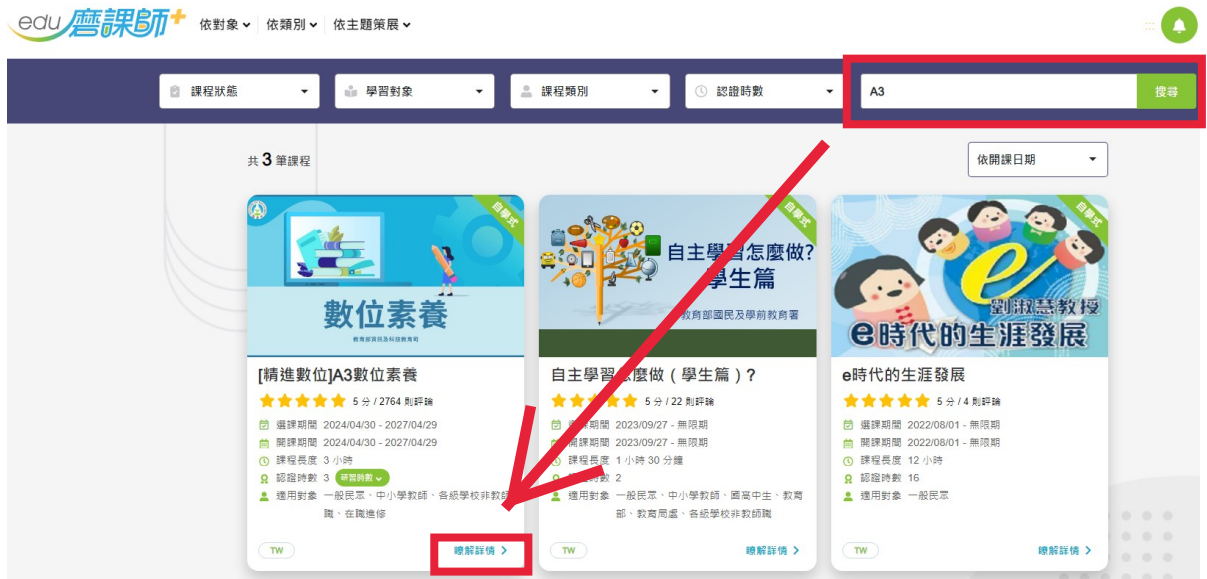 edu磨課師+
依對象 依類別 依主題策展
課程狀態 學習對象 課程類別 認證時數 A3 搜尋
共 3 筆課程
依開課日期
自學式
數位素養
教育部資訊及科技教育司
[精進數位]A3數位素養
5 分 / 2764 則評論
選課期間 2024/04/30 - 2027/04/29
開課期間 2024/04/30 - 2027/04/29
課程長度 3 小時
認證時數 3 研習時數
適用對象 一般民眾、中小學教師、各級學校非教師
職、在職進修
TW
瞭解詳情
自學式
自主學習怎麼做?
學生篇
教育部國民及學前教育署
自主學習怎麼做(學生篇)?
5 分 / 22 則評論
選課期間 2023/09/27 - 無限期
開課期間 2023/09/27 - 無限期
課程長度 1 小時 30 分鐘
認證時數 2
適用對象 一般民眾、中小學教師、國高中生、教育
部、教育局處、各級學校非教師職
TW
瞭解詳情
自學式
e
劉淑慧教授
e時代的生涯發展
e時代的生涯發展
5 分 / 4 則評論
選課期間 2022/08/01 - 無限期
開課期間 2022/08/01 - 無限期
課程長度 12 小時
認證時數 16
適用對象 一般民眾
TW
瞭解詳情